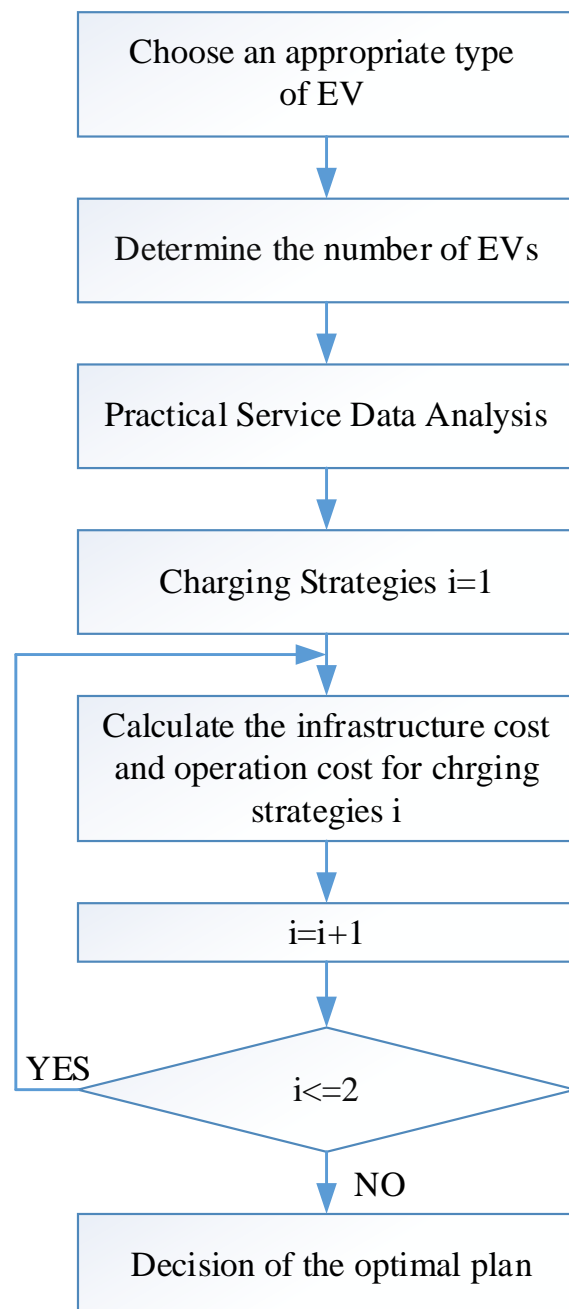 Choose an appropriate type
of EV
Determine the number of EVs
Practical Service Data Analysis
Charging Strategies i=1
Calculate the infrastructure cost
and operation cost for chrging
strategies i
i=i+1
YES
i<=2
NO
Decision of the optimal plan